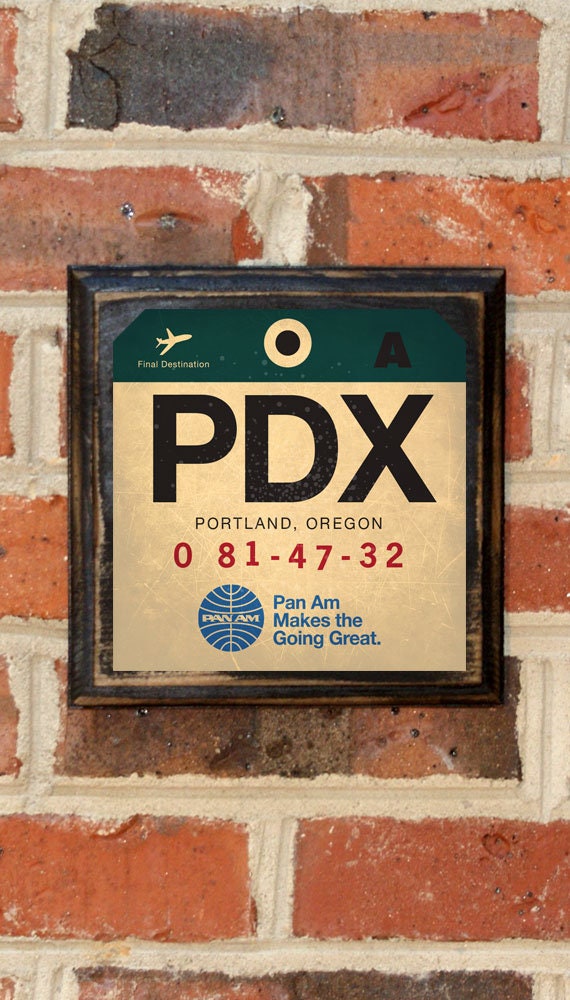 Final Destination
A
PDX
PORTLAND, OREGON
0 81-47-32
PAN AM
Pan Am
Makes the
Going Great.